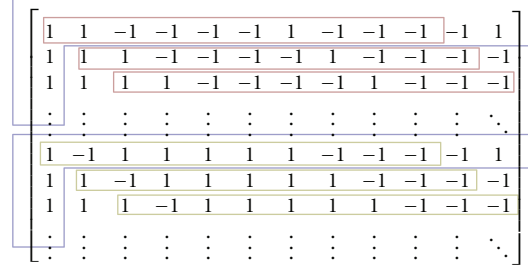 1 1 −1 −1 −1 −1 1 −1 −1 −1 −1 1
1 1 1 −1 −1 −1 −1 1 −1 −1 −1 −1
1 1 1 1 −1 −1 −1 −1 1 −1 −1 −1
⋮ ⋮ ⋮ ⋮ ⋮ ⋮ ⋮ ⋮ ⋮ ⋮ ⋮ ⋱
1 −1 1 1 1 1 1 −1 −1 −1 −1 1
1 1 −1 1 1 1 1 1 −1 −1 −1 −1
1 1 1 −1 1 1 1 1 1 −1 −1 −1
⋮ ⋮ ⋮ ⋮ ⋮ ⋮ ⋮ ⋮ ⋮ ⋮ ⋮ ⋱